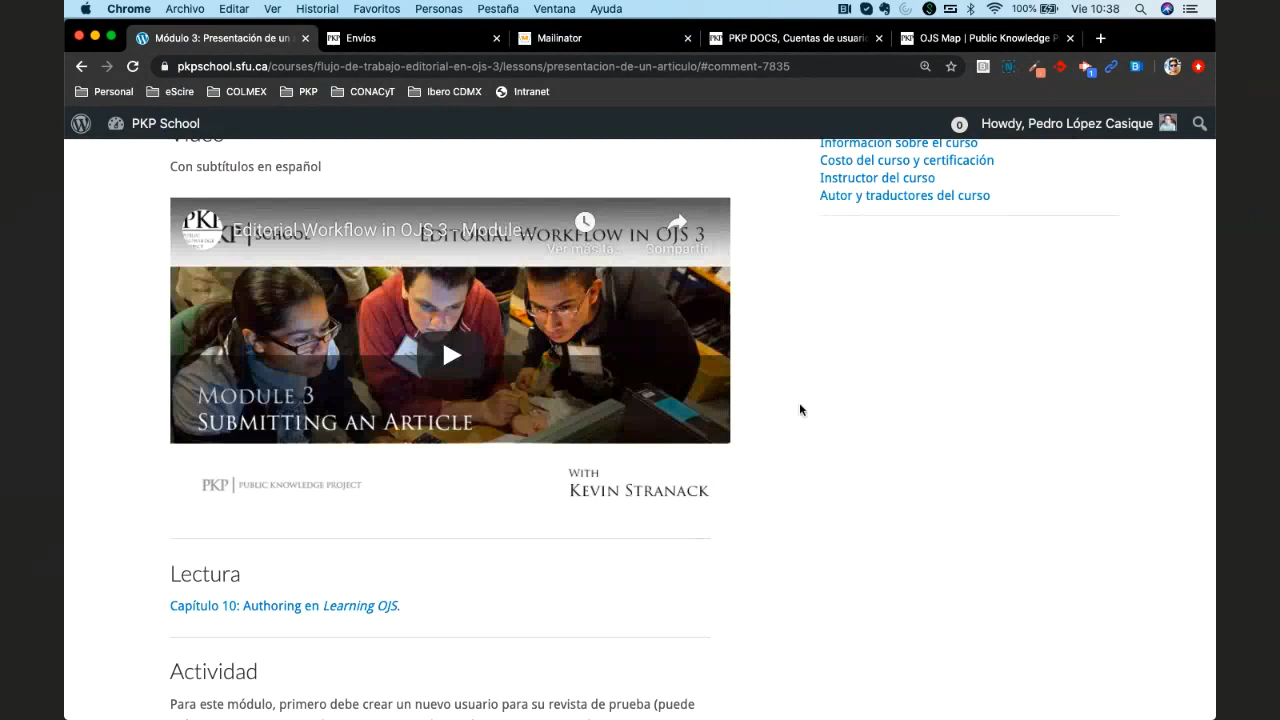 Chrome Archivo Editar Ver Historial Favoritos Personas Pestaña Ventana Ayuda 100% Vie 10:38
Módulo 3: Presentación de un Envíos Mailinator PKP DOCS, Cuentas de usuari OJS Map | Public Knowledge P
pkpschool.sfu.ca/courses/flujo-de-trabajo-editorial-en-ojs-3/lessons/presentacion-de-un-articulo/#comment-7835
Personal eScire COLMEX PKP CONACyT Ibero CDMX Intranet
PKP School 0 Howdy, Pedro López Casique
Video
Información sobre el curso
Con subtítulos en español
Costo del curso y certificación
Instructor del curso
Autor y traductores del curso
Editorial Workflow in OJS 3 - Module...
PKP | School Editorial Workflow in OJS 3
Ver más ta... Compartir
Module 3
Submitting an Article
PKP | Public Knowledge Project
With
Kevin Stranack
Lectura
Capítulo 10: Authoring en Learning OJS.
Actividad
Para este módulo, primero debe crear un nuevo usuario para su revista de prueba (puede